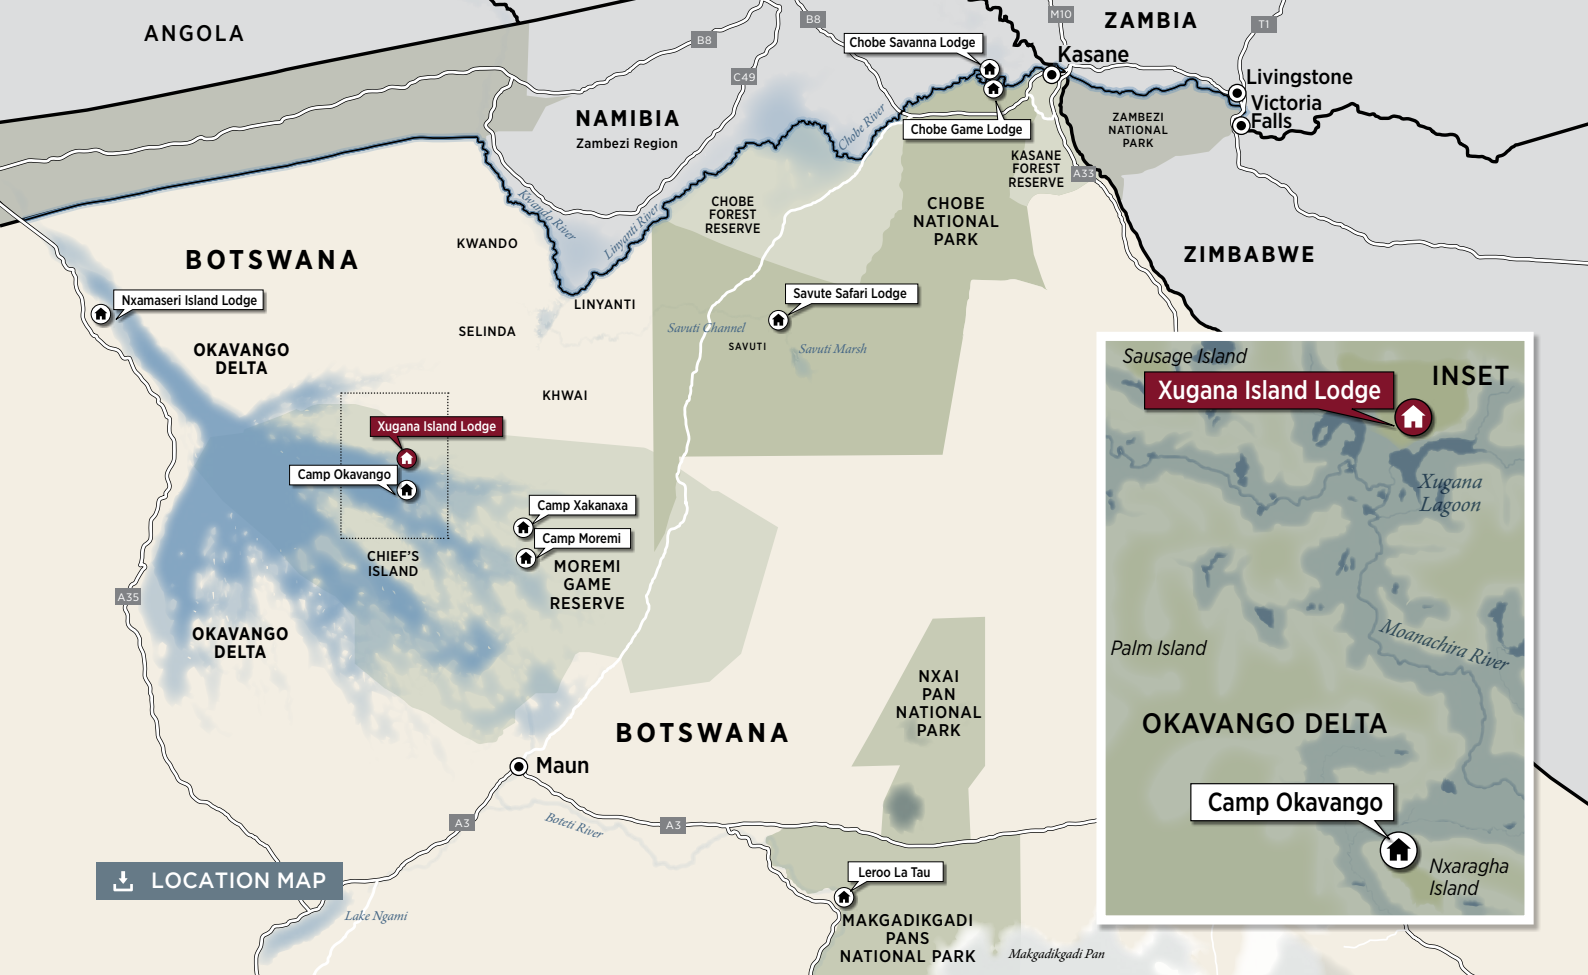 ANGOLA
B8
B8
M10
ZAMBIA
T1
Chobe Savanna Lodge
Kasane
C49
Livingstone
Victoria
Falls
NAMIBIA
Zambezi Region
Chobe River
Chobe Game Lodge
ZAMBEZI
NATIONAL
PARK
KASANE
FOREST
RESERVE
A33
Kwando River
Linyanti River
CHOBE
FOREST
RESERVE
CHOBE
NATIONAL
PARK
KWANDO
BOTSWANA
ZIMBABWE
Nxamaseri Island Lodge
LINYANTI
Savute Safari Lodge
SELINDA
Savuti Channel
SAVUTI
Savuti Marsh
OKAVANGO
DELTA
KHWAI
Xugana Island Lodge
Camp Okavango
Camp Xakanaxa
Camp Moremi
CHIEF'S
ISLAND
MOREMI
GAME
RESERVE
A35
OKAVANGO
DELTA
NXAI
PAN
NATIONAL
PARK
BOTSWANA
Maun
A3
Boteti River
A3
LOCATION MAP
Lake Ngami
Leroo La Tau
MAKGADIKGADI
PANS
NATIONAL PARK
Makgadikgadi Pan
Sausage Island
INSET
Xugana Island Lodge
Xugana
Lagoon
Moanachira River
Palm Island
OKAVANGO DELTA
Camp Okavango
Nxaragha
Island